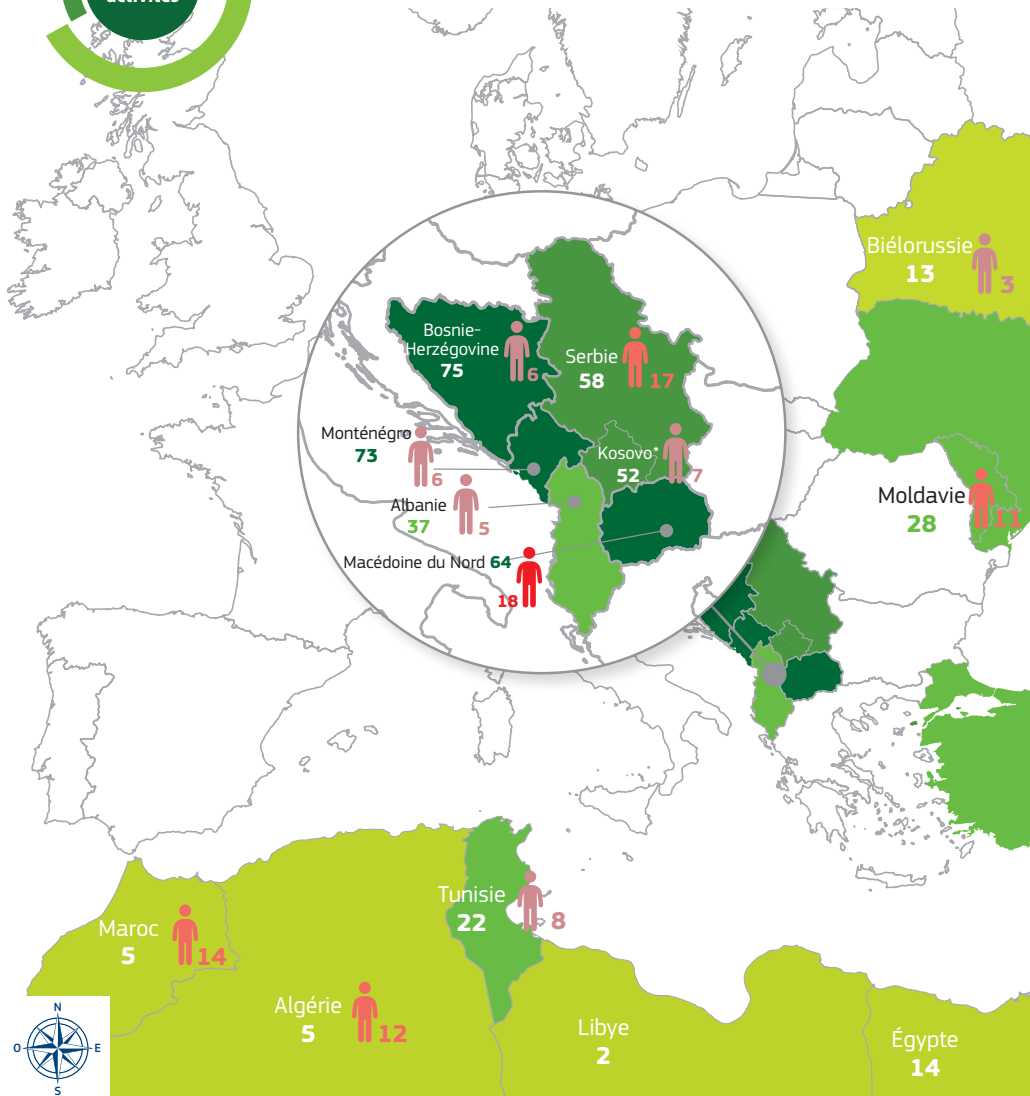 activités
Biélorussie
13
3
Bosnie-
Herzégovine
75
6
Serbie
58
17
Monténégro
73
6
Kosovo*
52
7
Albanie
37
5
Moldavie
28
11
Macédoine du Nord 64
18
Tunisie
22
8
Maroc
5
14
Algérie
5
12
Libye
2
Égypte
14
N
O
E
S